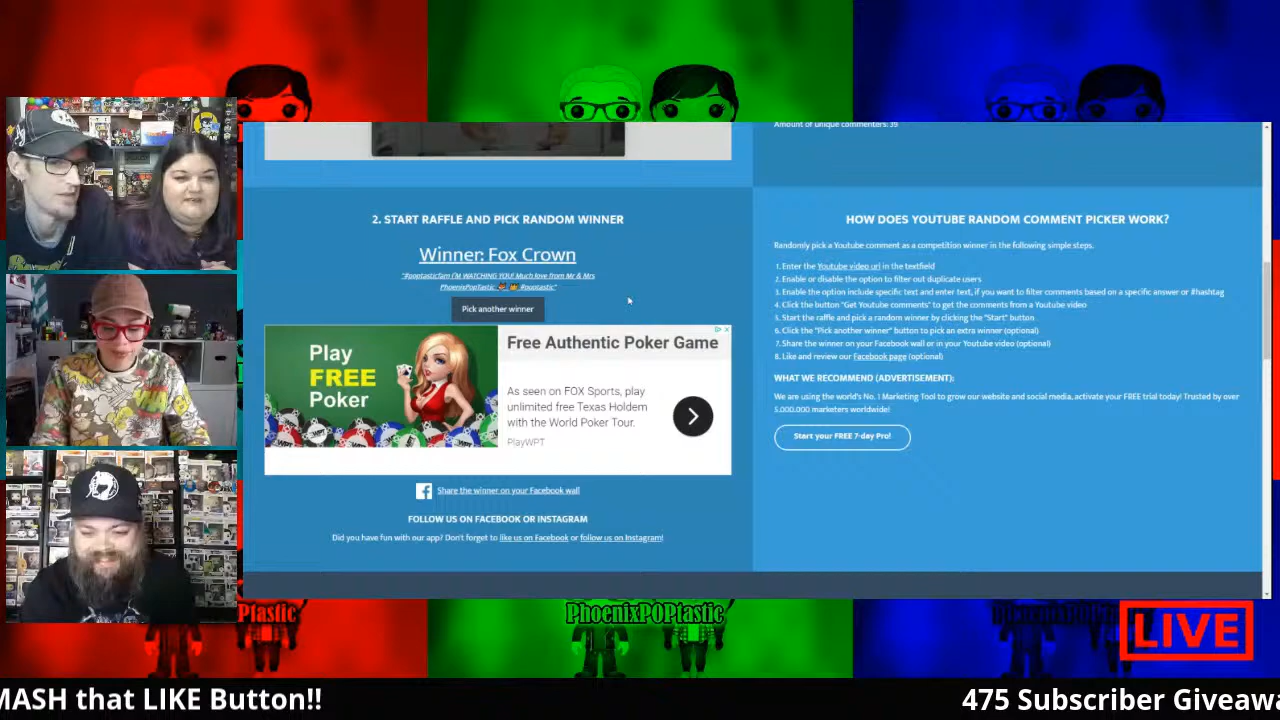 Amount of unique commenters: 39
2. START RAFFLE AND PICK RANDOM WINNER
Winner: Fox Crown
"#poptasticfam I'M WATCHING YOU! Much love from Mr & Mrs
PhoenixPopTastic 🧡 #poptastic"
Pick another winner
Play
FREE
Poker
Free Authentic Poker Game
As seen on FOX Sports, play
unlimited free Texas Holdem
with the World Poker Tour.
PlayWPT
Share the winner on your Facebook wall
FOLLOW US ON FACEBOOK OR INSTAGRAM
Did you have fun with our app? Don't forget to like us on Facebook or follow us on Instagram!
HOW DOES YOUTUBE RANDOM COMMENT PICKER WORK?
Randomly pick a Youtube comment as a competition winner in the following simple steps.
1. Enter the Youtube video url in the textfield
2. Enable or disable the option to filter out duplicate users
3. Enable the option include specific text and enter text, if you want to filter comments based on a specific answer or #hashtag
4. Click the button "Get Youtube comments" to get the comments from a Youtube video
5. Start the raffle and pick a random winner by clicking the "Start" button
6. Click the "Pick another winner" button to pick an extra winner (optional)
7. Share the winner on your Facebook wall or in your Youtube video (optional)
8. Like and review our Facebook page (optional)
WHAT WE RECOMMEND (ADVERTISEMENT):
We are using the world's No. 1 Marketing Tool to grow our website and social media, activate your FREE trial today! Trusted by over
5.000.000 marketers worldwide!
Start your FREE 7-day Pro!
Ptastic
PhoenixPOPtastic
LIVE
MASH that LIKE Button!!
475 Subscriber Giveawa